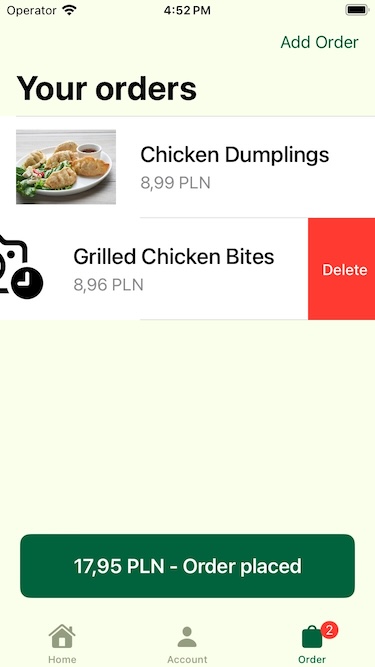 Operator 4:52 PM
Add Order
Your orders
Chicken Dumplings
8,99 PLN
Grilled Chicken Bites
8,96 PLN
Delete
17,95 PLN - Order placed
2
Home Account Order